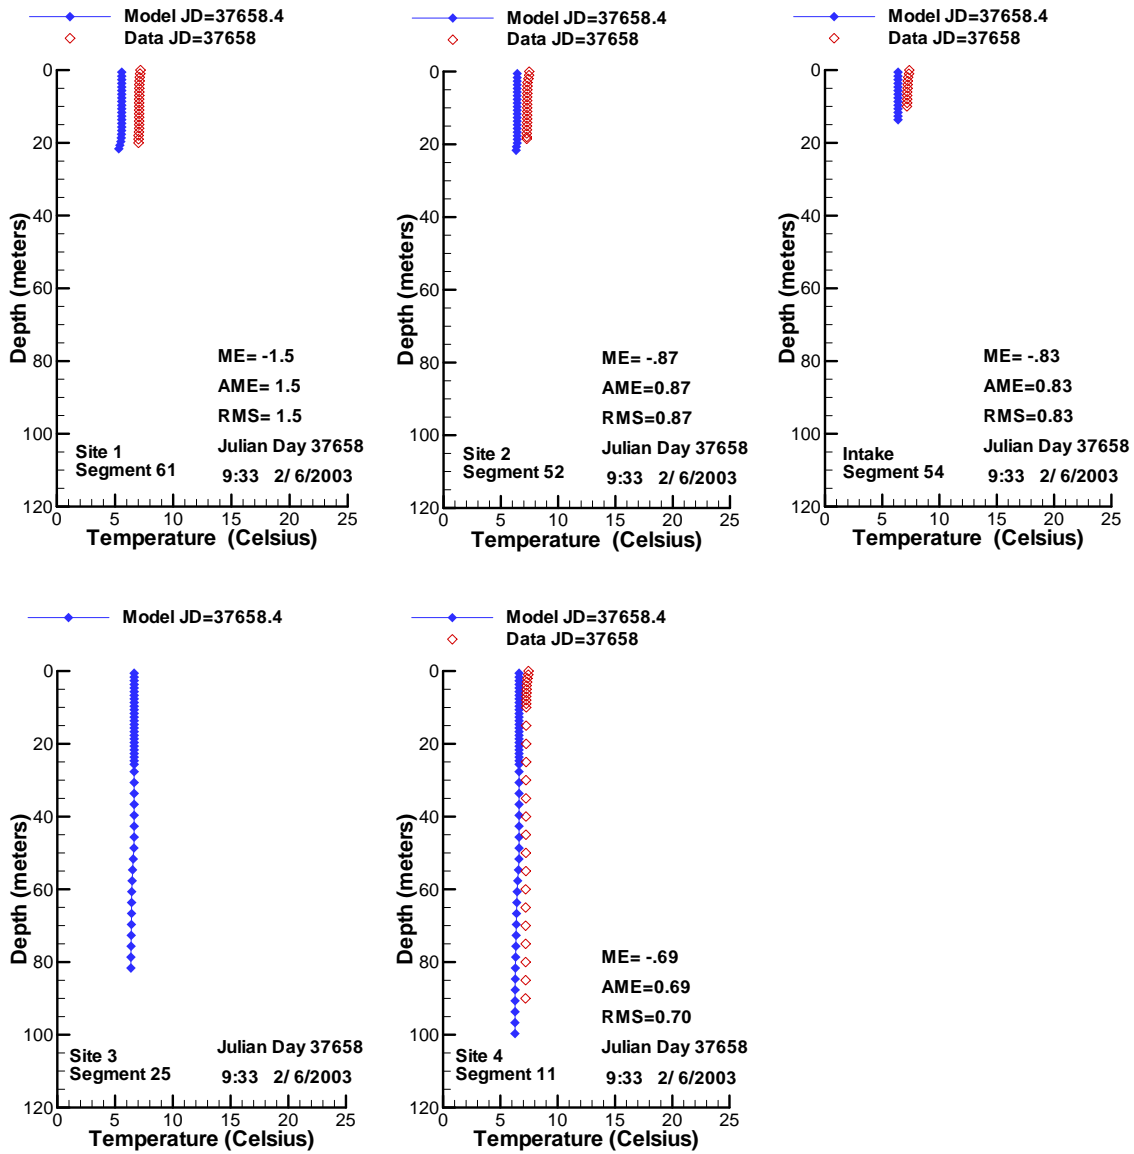 Model JD=37658.4
Data JD=37658
0
20
40
60
80
100
120
Depth (meters)
ME= -1.5
AME= 1.5
RMS= 1.5
Site 1
Segment 61
Julian Day 37658
9:33 2/ 6/2003
0 5 10 15 20 25
Temperature (Celsius)
Model JD=37658.4
Data JD=37658
0
20
40
60
80
100
120
Depth (meters)
ME= -.87
AME=0.87
RMS=0.87
Site 2
Segment 52
Julian Day 37658
9:33 2/ 6/2003
0 5 10 15 20 25
Temperature (Celsius)
Model JD=37658.4
Data JD=37658
0
20
40
60
80
100
120
Depth (meters)
ME= -.83
AME=0.83
RMS=0.83
Intake
Segment 54
Julian Day 37658
9:33 2/ 6/2003
0 5 10 15 20 25
Temperature (Celsius)
Model JD=37658.4
0
20
40
60
80
100
120
Depth (meters)
Site 3
Segment 25
Julian Day 37658
9:33 2/ 6/2003
0 5 10 15 20 25
Temperature (Celsius)
Model JD=37658.4
Data JD=37658
0
20
40
60
80
100
120
Depth (meters)
ME= -.69
AME=0.69
RMS=0.70
Site 4
Segment 11
Julian Day 37658
9:33 2/ 6/2003
0 5 10 15 20 25
Temperature (Celsius)